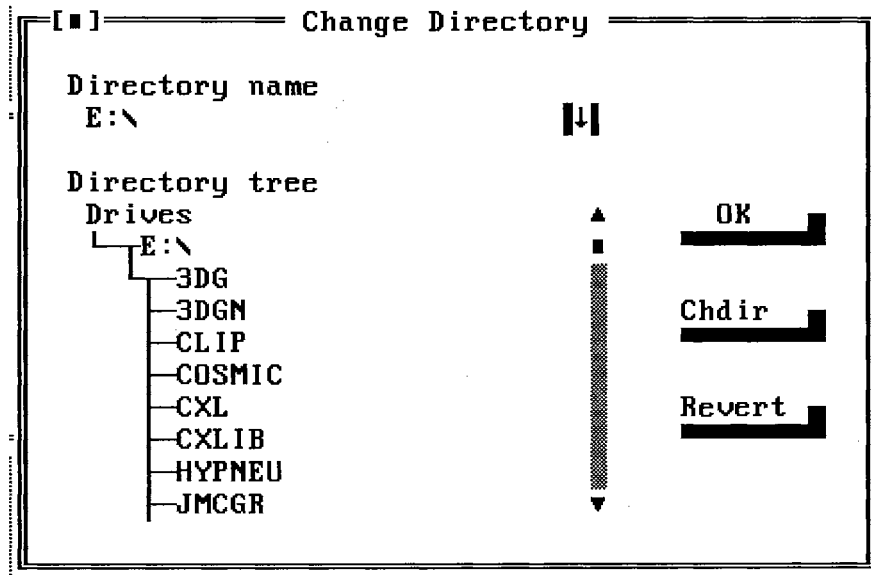 [■] Change Directory
Directory name
E:\
↓
Directory tree
Drives
E:\
3DG
3DGN
CLIP
COSMIC
CXL
CXLIB
HYPNEU
JMCGR
OK
Chdir
Revert